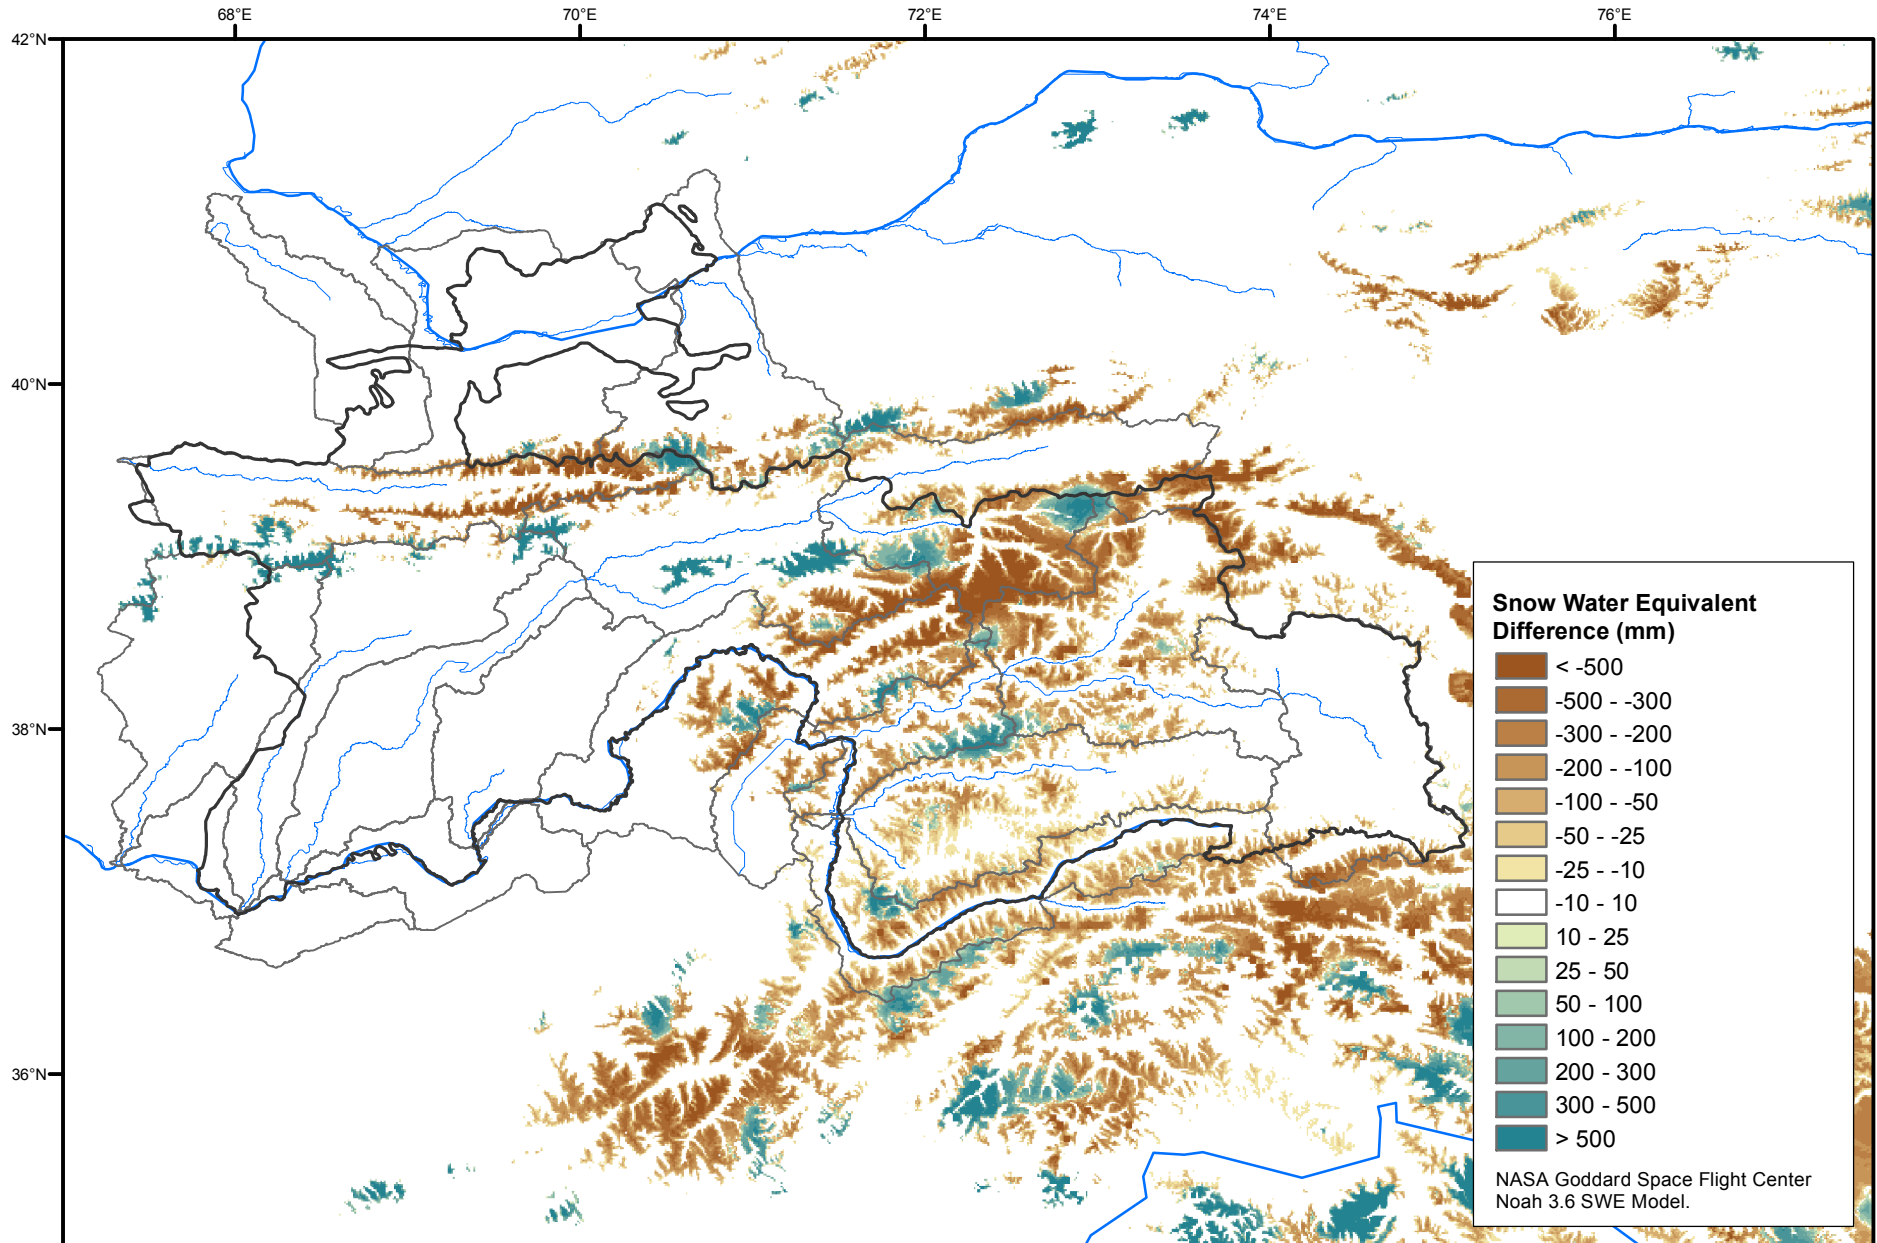 68°E
70°E
72°E
74°E
76°E
42°N
40°N
38°N
36°N
Snow Water Equivalent
Difference (mm)
< -500
-500 - -300
-300 - -200
-200 - -100
-100 - -50
-50 - -25
-25 - -10
-10 - 10
10 - 25
25 - 50
50 - 100
100 - 200
200 - 300
300 - 500
> 500
NASA Goddard Space Flight Center
Noah 3.6 SWE Model.